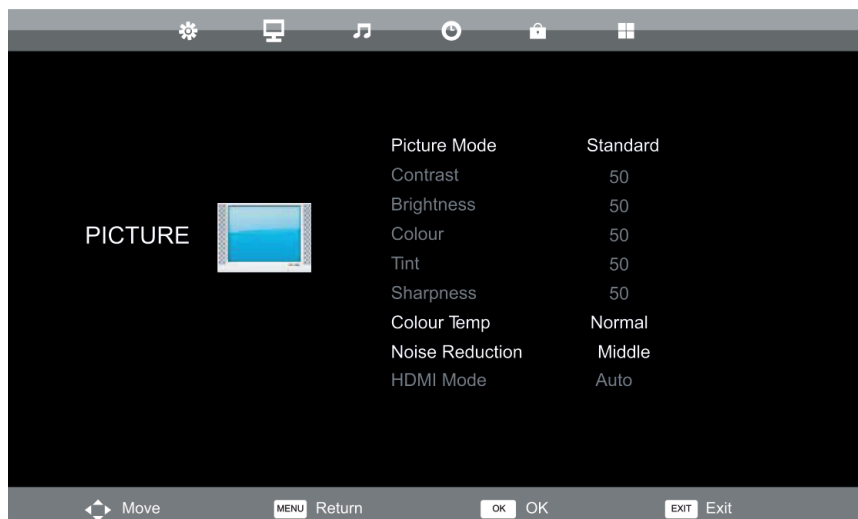 Picture Mode Standard
Contrast 50
Brightness 50
PICTURE
Colour 50
Tint 50
Sharpness 50
Colour Temp Normal
Noise Reduction Middle
HDMI Mode Auto
Move MENU Return OK OK EXIT Exit